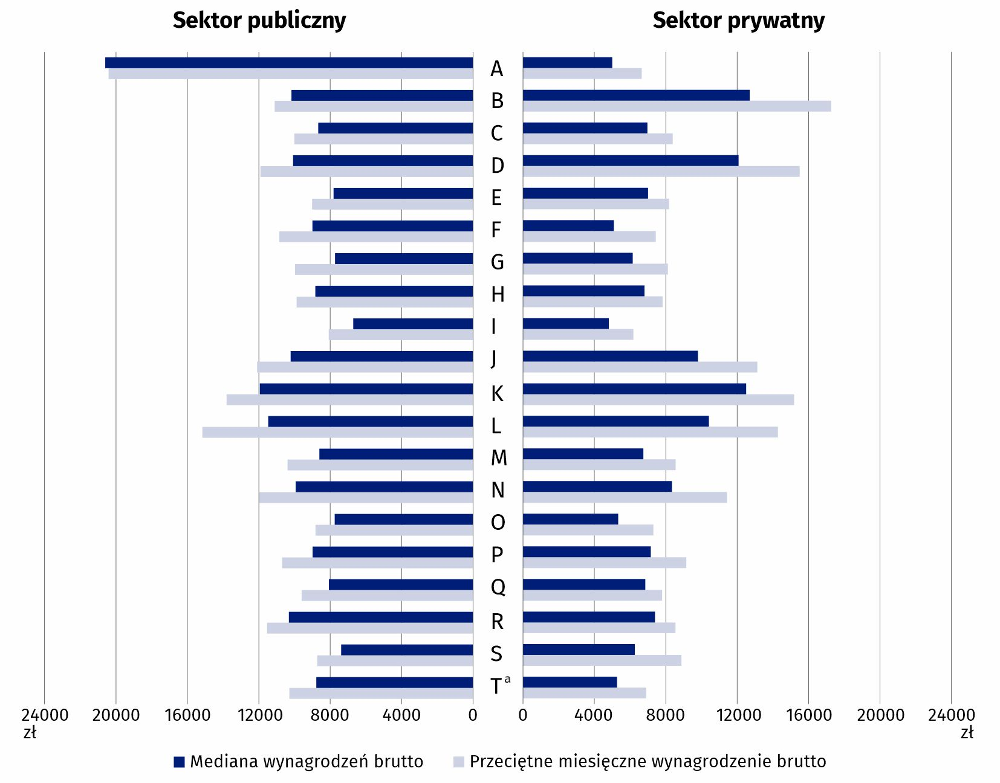 Sektor publiczny
Sektor prywatny
A
B
C
D
E
F
G
H
I
J
K
L
M
N
O
P
Q
R
S
Tᵃ
24000 20000 16000 12000 8000 4000 0
zł
0 4000 8000 12000 16000 20000 24000
zł
Mediana wynagrodzeń brutto
Przeciętne miesięczne wynagrodzenie brutto